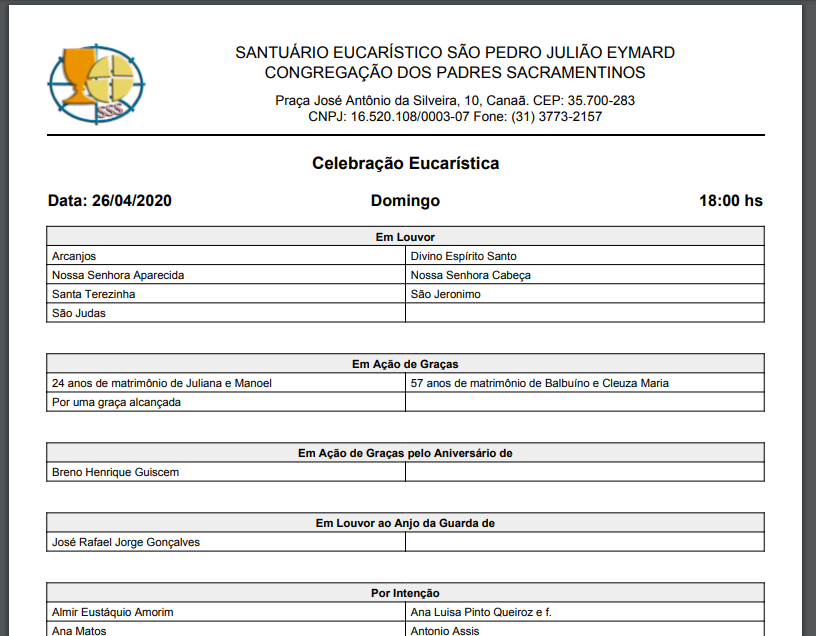 SSS
SANTUÁRIO EUCARÍSTICO SÃO PEDRO JULIÃO EYMARD
CONGREGAÇÃO DOS PADRES SACRAMENTINOS
Praça José Antônio da Silveira, 10, Canaã. CEP: 35.700-283
CNPJ: 16.520.108/0003-07 Fone: (31) 3773-2157
Celebração Eucarística
Data: 26/04/2020 Domingo 18:00 hs
Em Louvor
Arcanjos Divino Espírito Santo
Nossa Senhora Aparecida Nossa Senhora Cabeça
Santa Terezinha São Jeronimo
São Judas
Em Ação de Graças
24 anos de matrimônio de Juliana e Manoel 57 anos de matrimônio de Balbuíno e Cleuza Maria
Por uma graça alcançada
Em Ação de Graças pelo Aniversário de
Breno Henrique Guiscem
Em Louvor ao Anjo da Guarda de
José Rafael Jorge Gonçalves
Por Intenção
Almir Eustáquio Amorim Ana Luisa Pinto Queiroz e f.
Ana Matos Antonio Assis